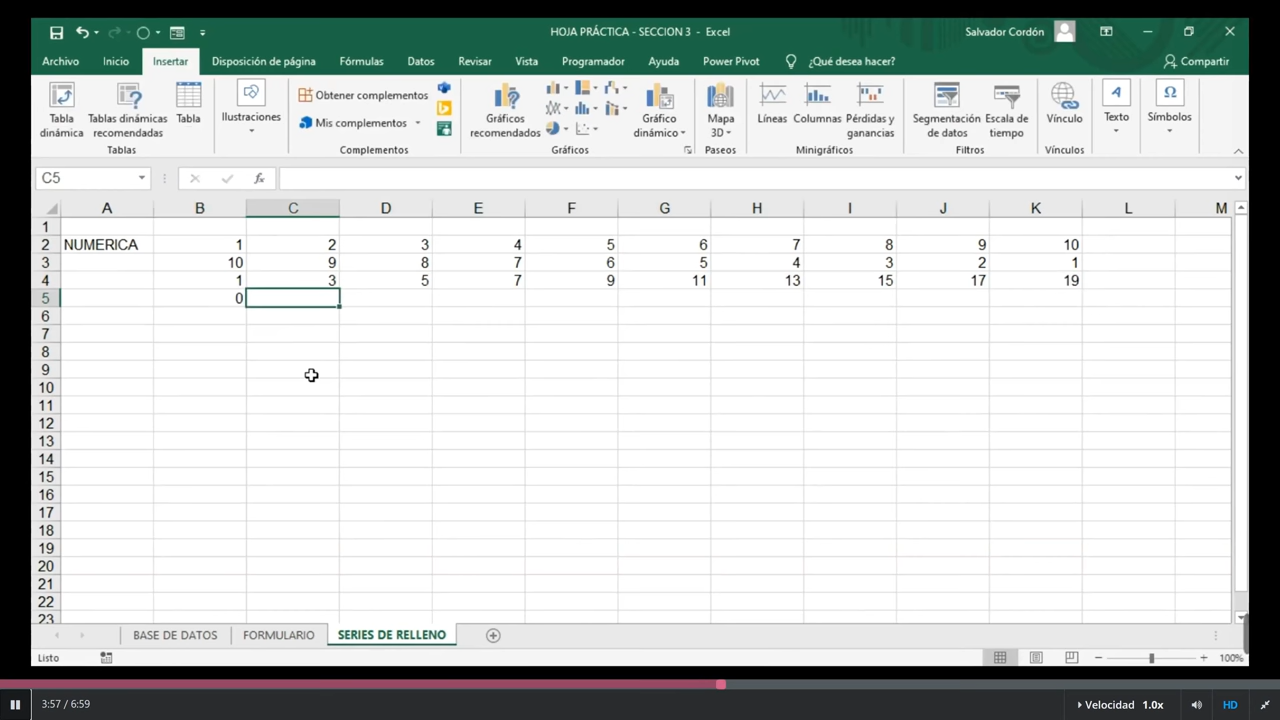 HOJA PRÁCTICA - SECCION 3 - Excel
Salvador Cordón
Archivo Inicio Insertar Disposición de página Fórmulas Datos Revisar Vista Programador Ayuda Power Pivot ¿Qué desea hacer? Compartir
Tabla dinámica
Tablas dinámicas recomendadas
Tabla
Tablas
Ilustraciones
Obtener complementos
Mis complementos
Complementos
Gráficos recomendados
Gráfico dinámico
Gráficos
Mapa 3D
Paseos
Líneas
Columnas
Pérdidas y ganancias
Minigráficos
Segmentación de datos
Escala de tiempo
Filtros
Vínculo
Vínculos
Texto
Símbolos
C5 fx
A B C D E F G H I J K L M
1
2 NUMERICA 1 2 3 4 5 6 7 8 9 10
3 10 9 8 7 6 5 4 3 2 1
4 1 3 5 7 9 11 13 15 17 19
5 0
6
7
8
9
10
11
12
13
14
15
16
17
18
19
20
21
22
23
BASE DE DATOS FORMULARIO SERIES DE RELLENO
Listo 100%
3:57 / 6:59 Velocidad 1.0x HD